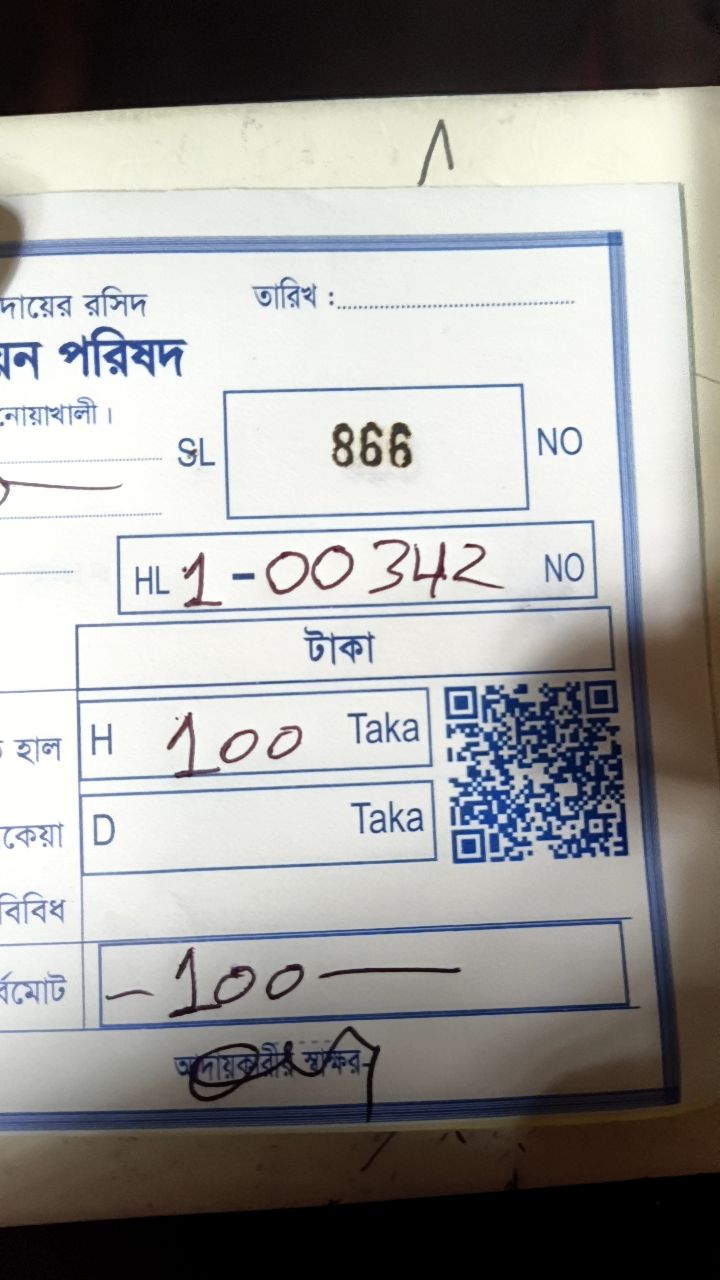 দায়ের রসিদ তারিখ :
য়ন পরিষদ
নোয়াখালী।
SL 866 NO
HL 1-00342 NO
টাকা
হাল H 100 Taka
কেয়া D Taka
বিবিধ
র্বমোট - 100 —
আদায়কারীর স্বাক্ষর